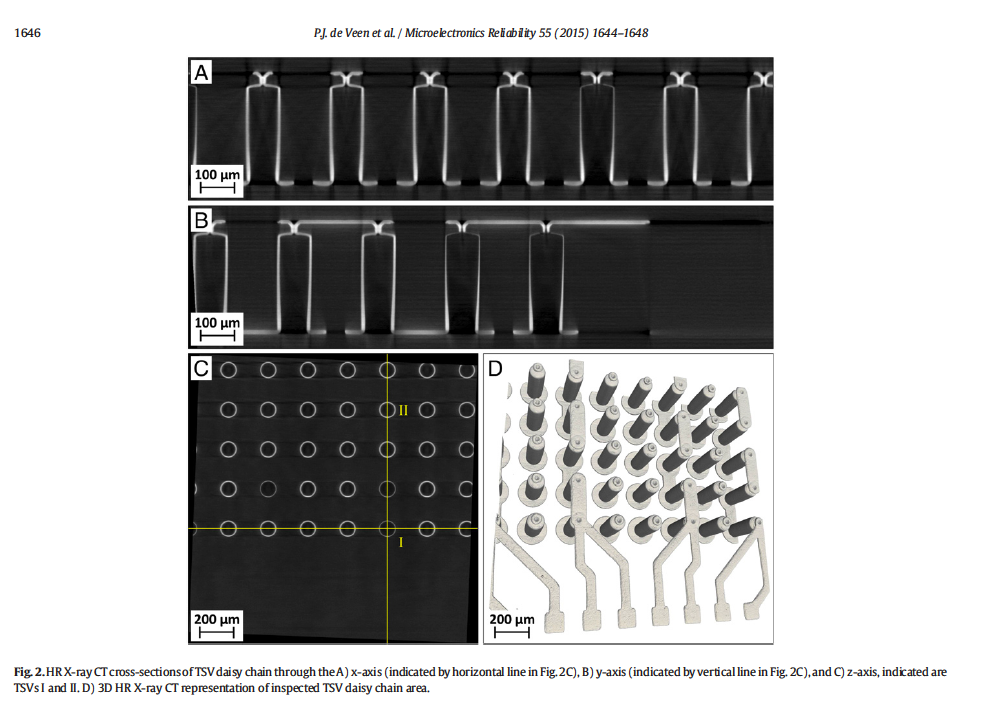 1646
P.J. de Veen et al. / Microelectronics Reliability 55 (2015) 1644–1648
A
100 μm
B
100 μm
C
II
I
200 μm
D
200 μm
Fig. 2. HR X-ray CT cross-sections of TSV daisy chain through the A) x-axis (indicated by horizontal line in Fig. 2C), B) y-axis (indicated by vertical line in Fig. 2C), and C) z-axis, indicated are
TSVs I and II. D) 3D HR X-ray CT representation of inspected TSV daisy chain area.